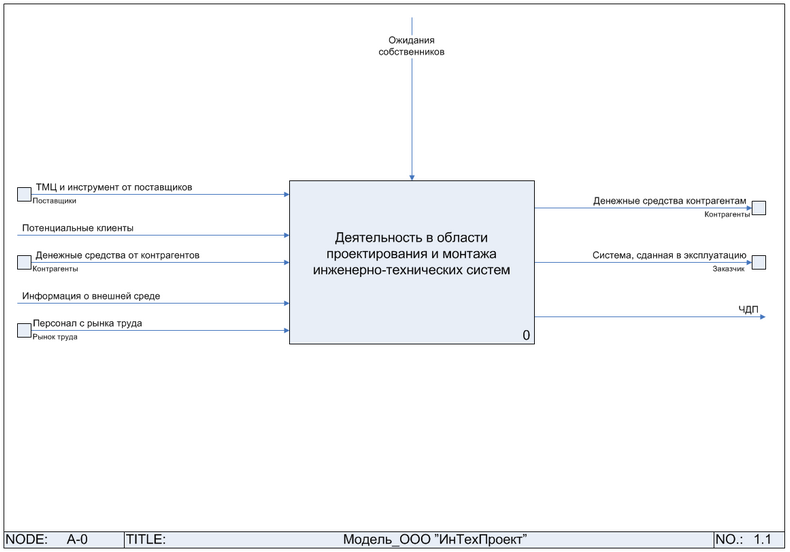 Ожидания
собственников
ТМЦ и инструмент от поставщиков
Поставщики
Потенциальные клиенты
Денежные средства от контрагентов
Контрагенты
Информация о внешней среде
Персонал с рынка труда
Рынок труда
Деятельность в области
проектирования и монтажа
инженерно-технических систем
0
Денежные средства контрагентам
Контрагенты
Система, сданная в эксплуатацию
Заказчик
ЧДП
NODE: A-0 TITLE: Модель_ООО "ИнТехПроект" NO.: 1.1